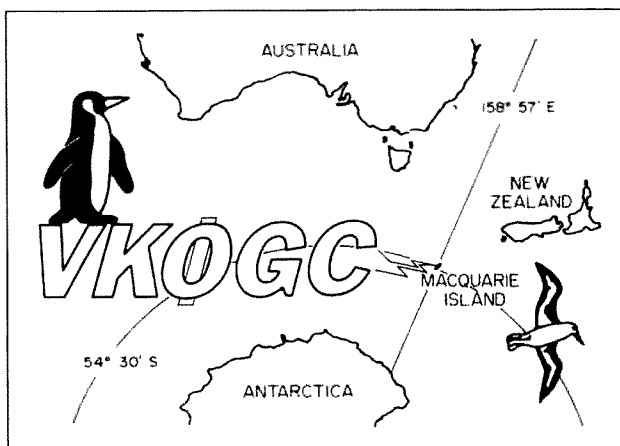 AUSTRALIA
158° 57' E
NEW
ZEALAND
VKØGC
MACQUARIE
ISLAND
54° 30' S
ANTARCTICA